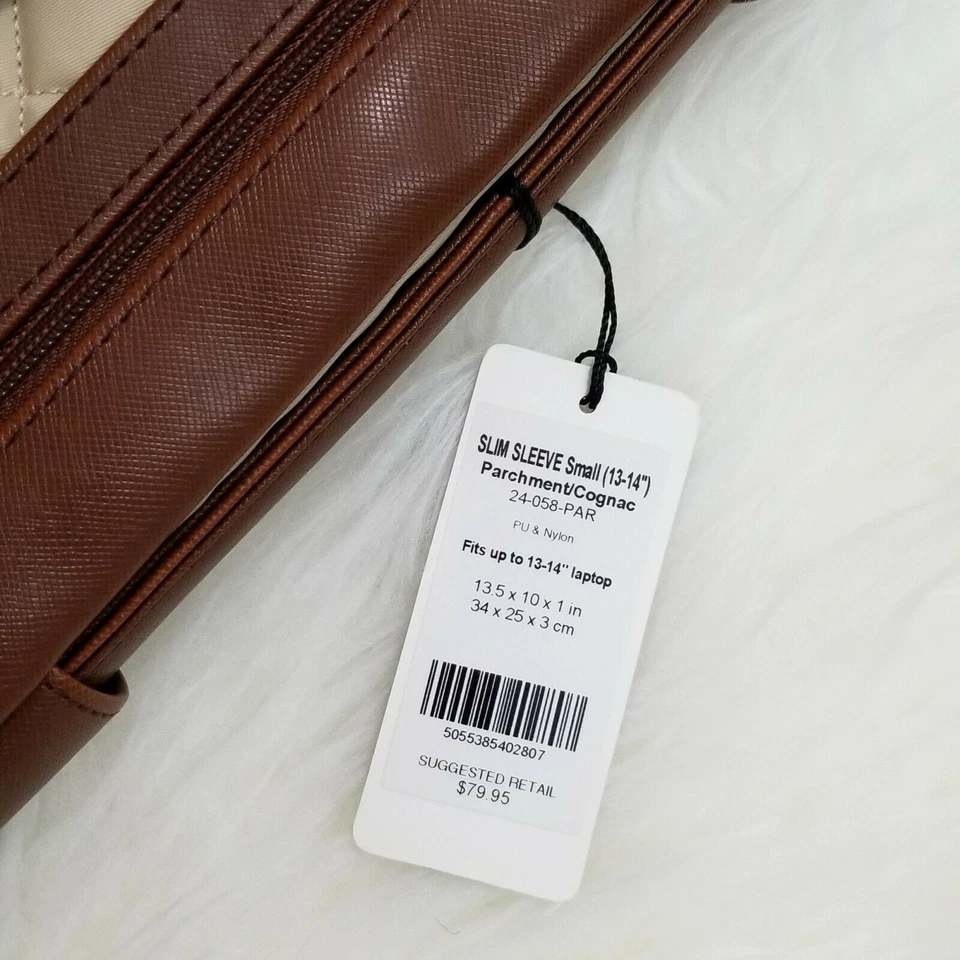 SLIM SLEEVE Small (13-14")
Parchment/Cognac
24-058-PAR
PU & Nylon
Fits up to 13-14" laptop
13.5 x 10 x 1 in
34 x 25 x 3 cm
5055385402807
SUGGESTED RETAIL
$79.95